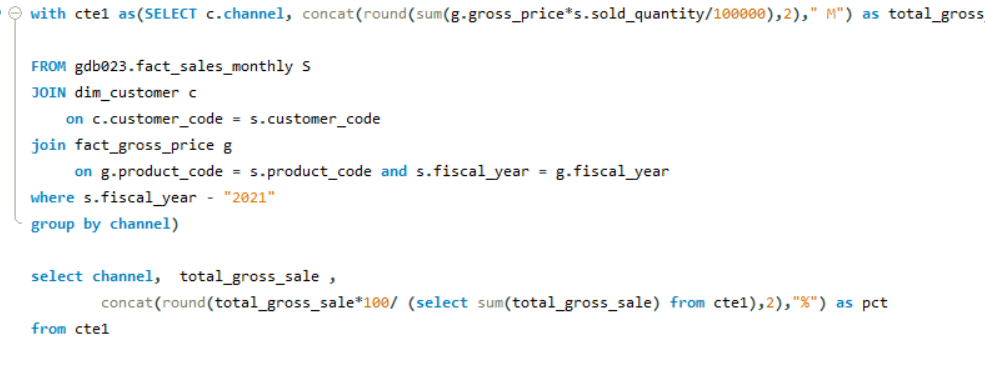 with cte1 as(SELECT c.channel, concat(round(sum(g.gross_price*s.sold_quantity/100000),2)," M") as total_gross_
FROM gdb023.fact_sales_monthly S
JOIN dim_customer c
on c.customer_code = s.customer_code
join fact_gross_price g
on g.product_code = s.product_code and s.fiscal_year = g.fiscal_year
where s.fiscal_year - "2021"
group by channel)
select channel, total_gross_sale ,
concat(round(total_gross_sale*100/ (select sum(total_gross_sale) from cte1),2),"%") as pct
from cte1